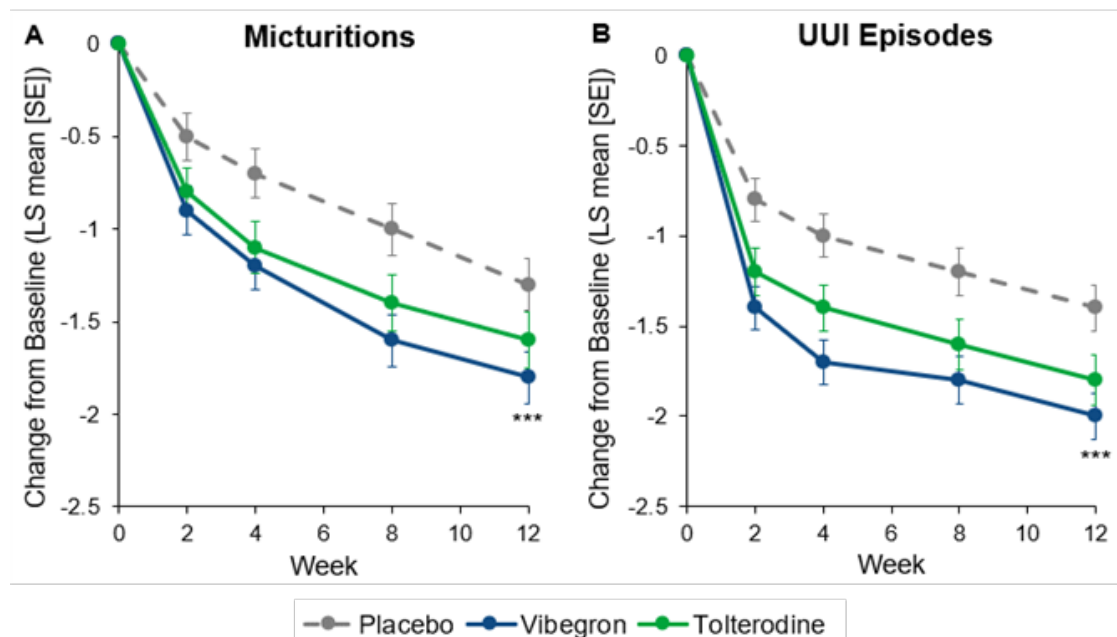 A Micturitions
Change from Baseline (LS mean [SE])
0
-0.5
-1
-1.5
-2
-2.5
***
0 2 4 6 8 10 12
Week
B UUI Episodes
Change from Baseline (LS mean [SE])
0
-0.5
-1
-1.5
-2
-2.5
***
0 2 4 6 8 10 12
Week
Placebo Vibegron Tolterodine